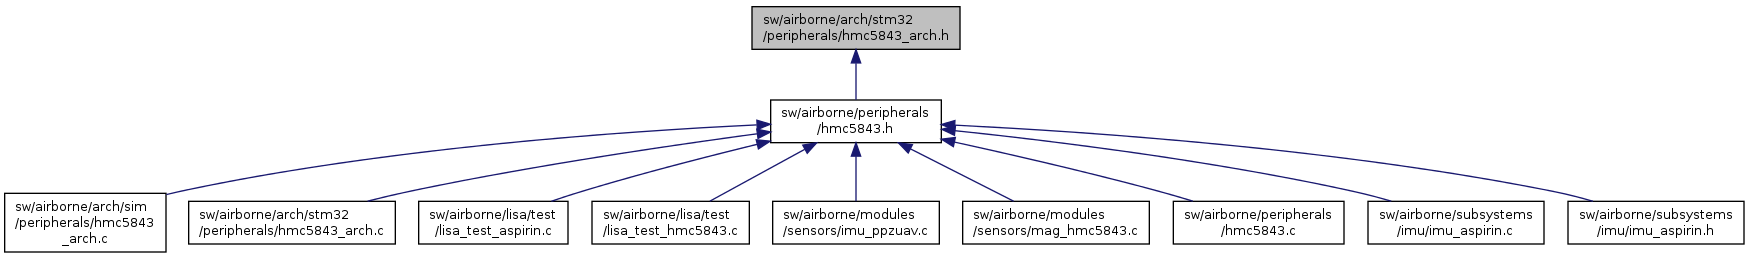 sw/airborne/arch/stm32
/peripherals/hmc5843_arch.h
sw/airborne/peripherals
/hmc5843.h
sw/airborne/arch/sim
/peripherals/hmc5843
_arch.c
sw/airborne/arch/stm32
/peripherals/hmc5843_arch.c
sw/airborne/lisa/test
/lisa_test_aspirin.c
sw/airborne/lisa/test
/lisa_test_hmc5843.c
sw/airborne/modules
/sensors/imu_ppzuav.c
sw/airborne/modules
/sensors/mag_hmc5843.c
sw/airborne/peripherals
/hmc5843.c
sw/airborne/subsystems
/imu/imu_aspirin.c
sw/airborne/subsystems
/imu/imu_aspirin.h